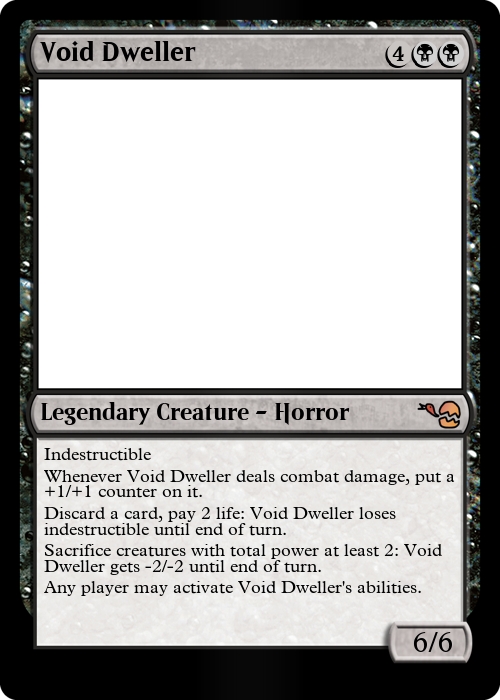 Void Dweller 4
Legendary Creature - Horror
Indestructible
Whenever Void Dweller deals combat damage, put a
+1/+1 counter on it.
Discard a card, pay 2 life: Void Dweller loses
indestructible until end of turn.
Sacrifice creatures with total power at least 2: Void
Dweller gets -2/-2 until end of turn.
Any player may activate Void Dweller's abilities.
6/6